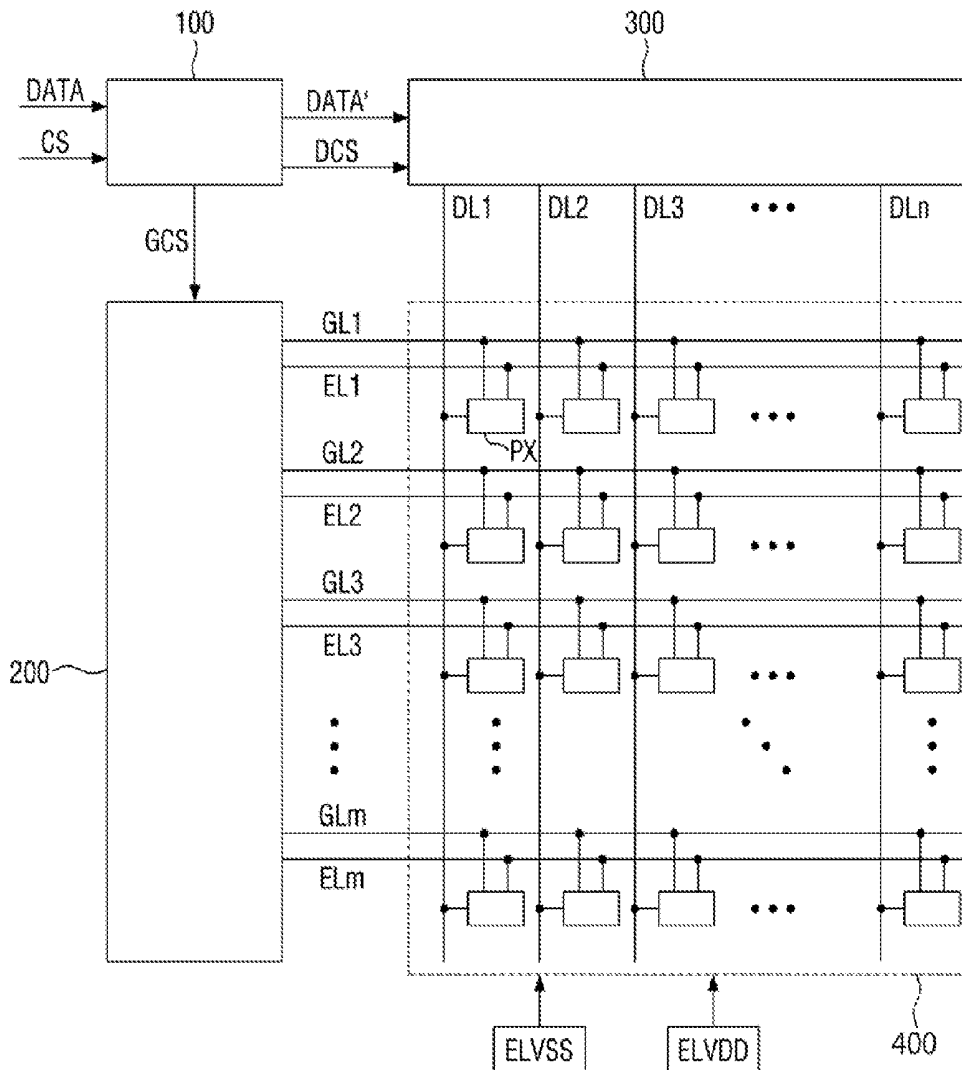 100
300
DATA
DATA'
CS
DCS
DL1 DL2 DL3 DLn
GCS
GL1
EL1
PX
GL2
EL2
GL3
EL3
200
GLm
ELm
ELVSS ELVDD 400